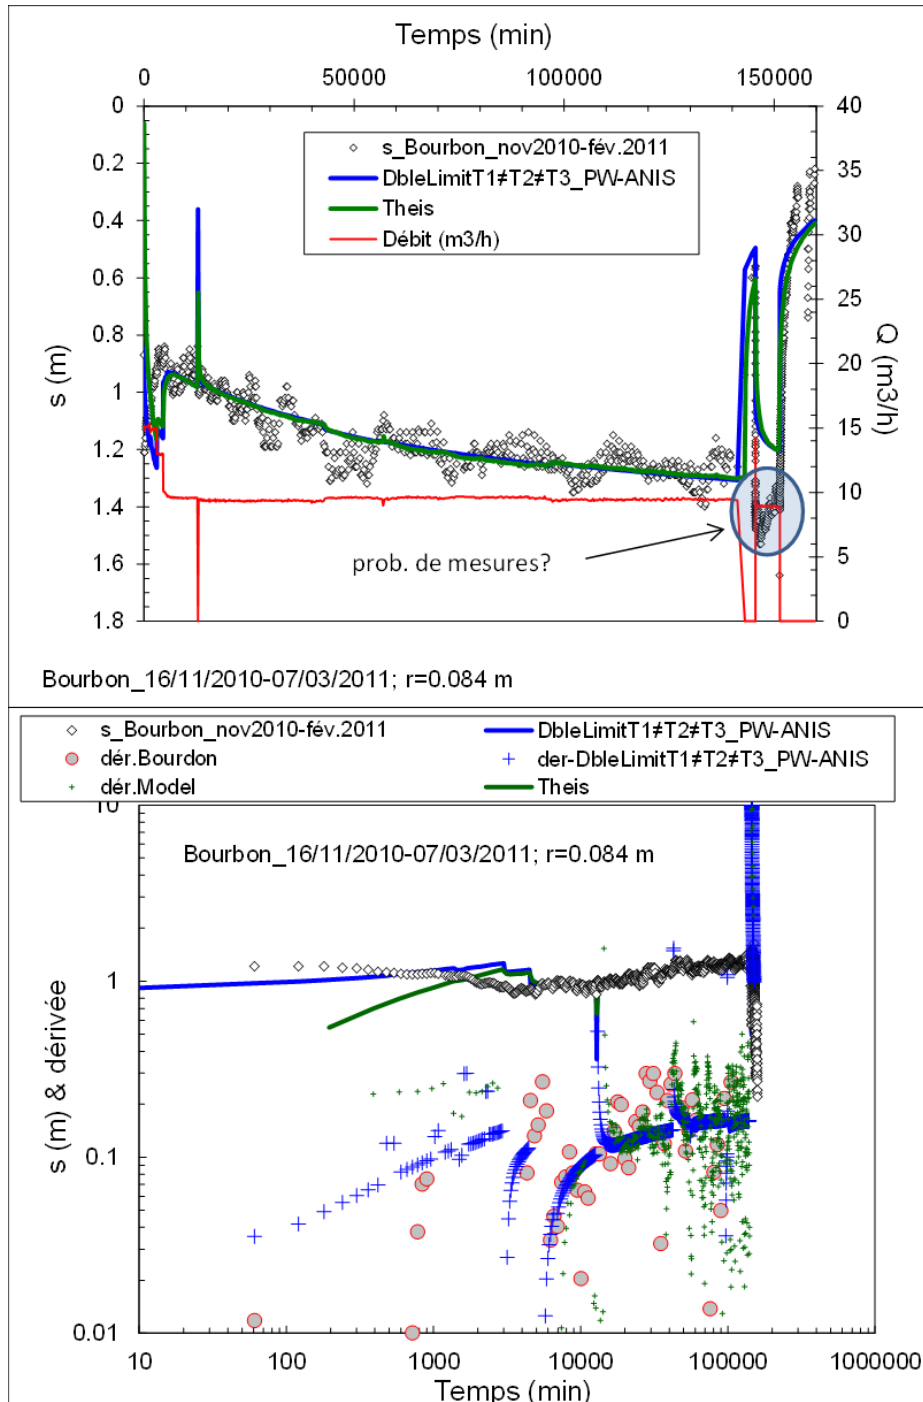 Temps (min)
0 50000 100000 150000
0 40
0.2 35
0.4 30
0.6 25
0.8 20
1 15
1.2
1.4 10
1.6 5
1.8 0
s (m)
Q (m3/h)
s_Bourbon_nov2010-fév.2011
DbleLimitT1≠T2≠T3_PW-ANIS
Theis
Débit (m3/h)
prob. de mesures?
Bourbon_16/11/2010-07/03/2011; r=0.084 m
s_Bourbon_nov2010-fév.2011 DbleLimitT1≠T2≠T3_PW-ANIS
dér.Bourdon der-DbleLimitT1≠T2≠T3_PW-ANIS
dér.Model Theis
10
Bourbon_16/11/2010-07/03/2011; r=0.084 m
1
0.1
0.01
s (m) & dérivée
10 100 1000 10000 100000 1000000
Temps (min)